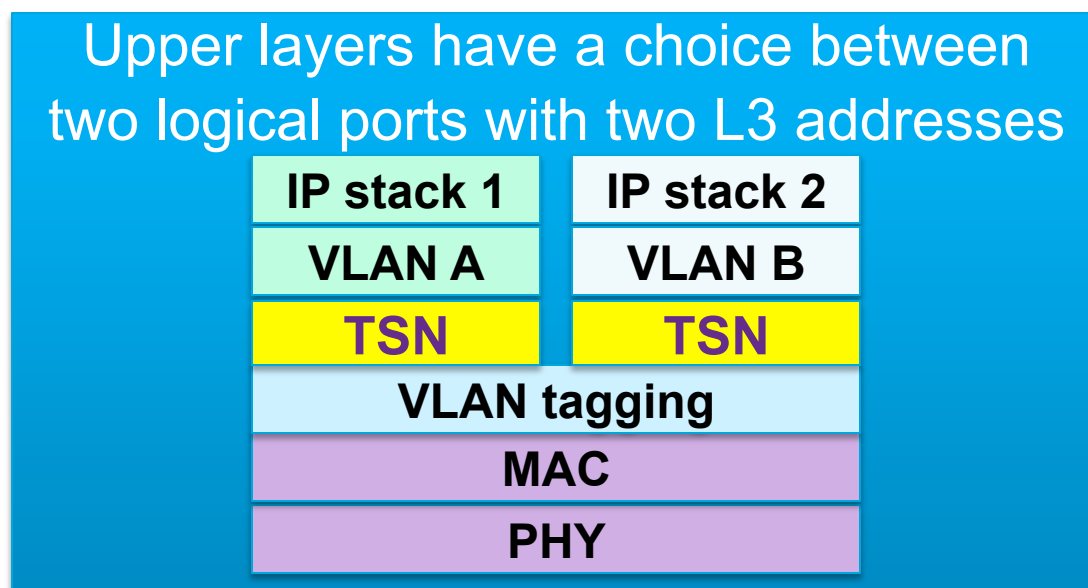 Upper layers have a choice between
two logical ports with two L3 addresses
IP stack 1 IP stack 2
VLAN A VLAN B
TSN TSN
VLAN tagging
MAC
PHY